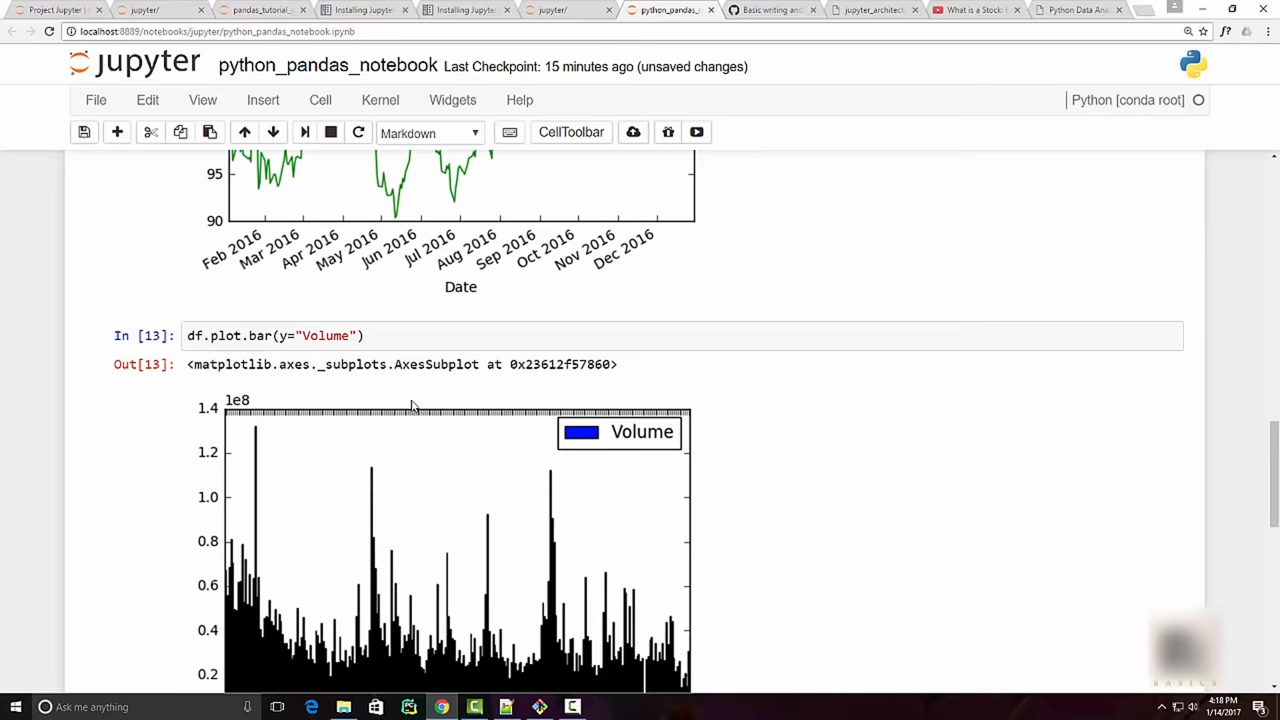 Project Jupyter
jupyter/
pandas_tutorial_
Installing Jupyter
Installing Jupyter
jupyter/
python_pandas_n
Basic writing and
jupyter_architect
What is a Stock E
Python Data Ana
localhost:8889/notebooks/jupyter/python_pandas_notebook.ipynb
jupyter python_pandas_notebook Last Checkpoint: 15 minutes ago (unsaved changes)
File Edit View Insert Cell Kernel Widgets Help Python [conda root]
Markdown CellToolbar
95
90
Feb 2016 Mar 2016 Apr 2016 May 2016 Jun 2016 Jul 2016 Aug 2016 Sep 2016 Oct 2016 Nov 2016 Dec 2016
Date
In [13]: df.plot.bar(y="Volume")
Out[13]: <matplotlib.axes._subplots.AxesSubplot at 0x23612f57860>
1e8
1.4
Volume
1.2
1.0
0.8
0.6
0.4
0.2
BASICS
Ask me anything
4:18 PM
1/14/2017